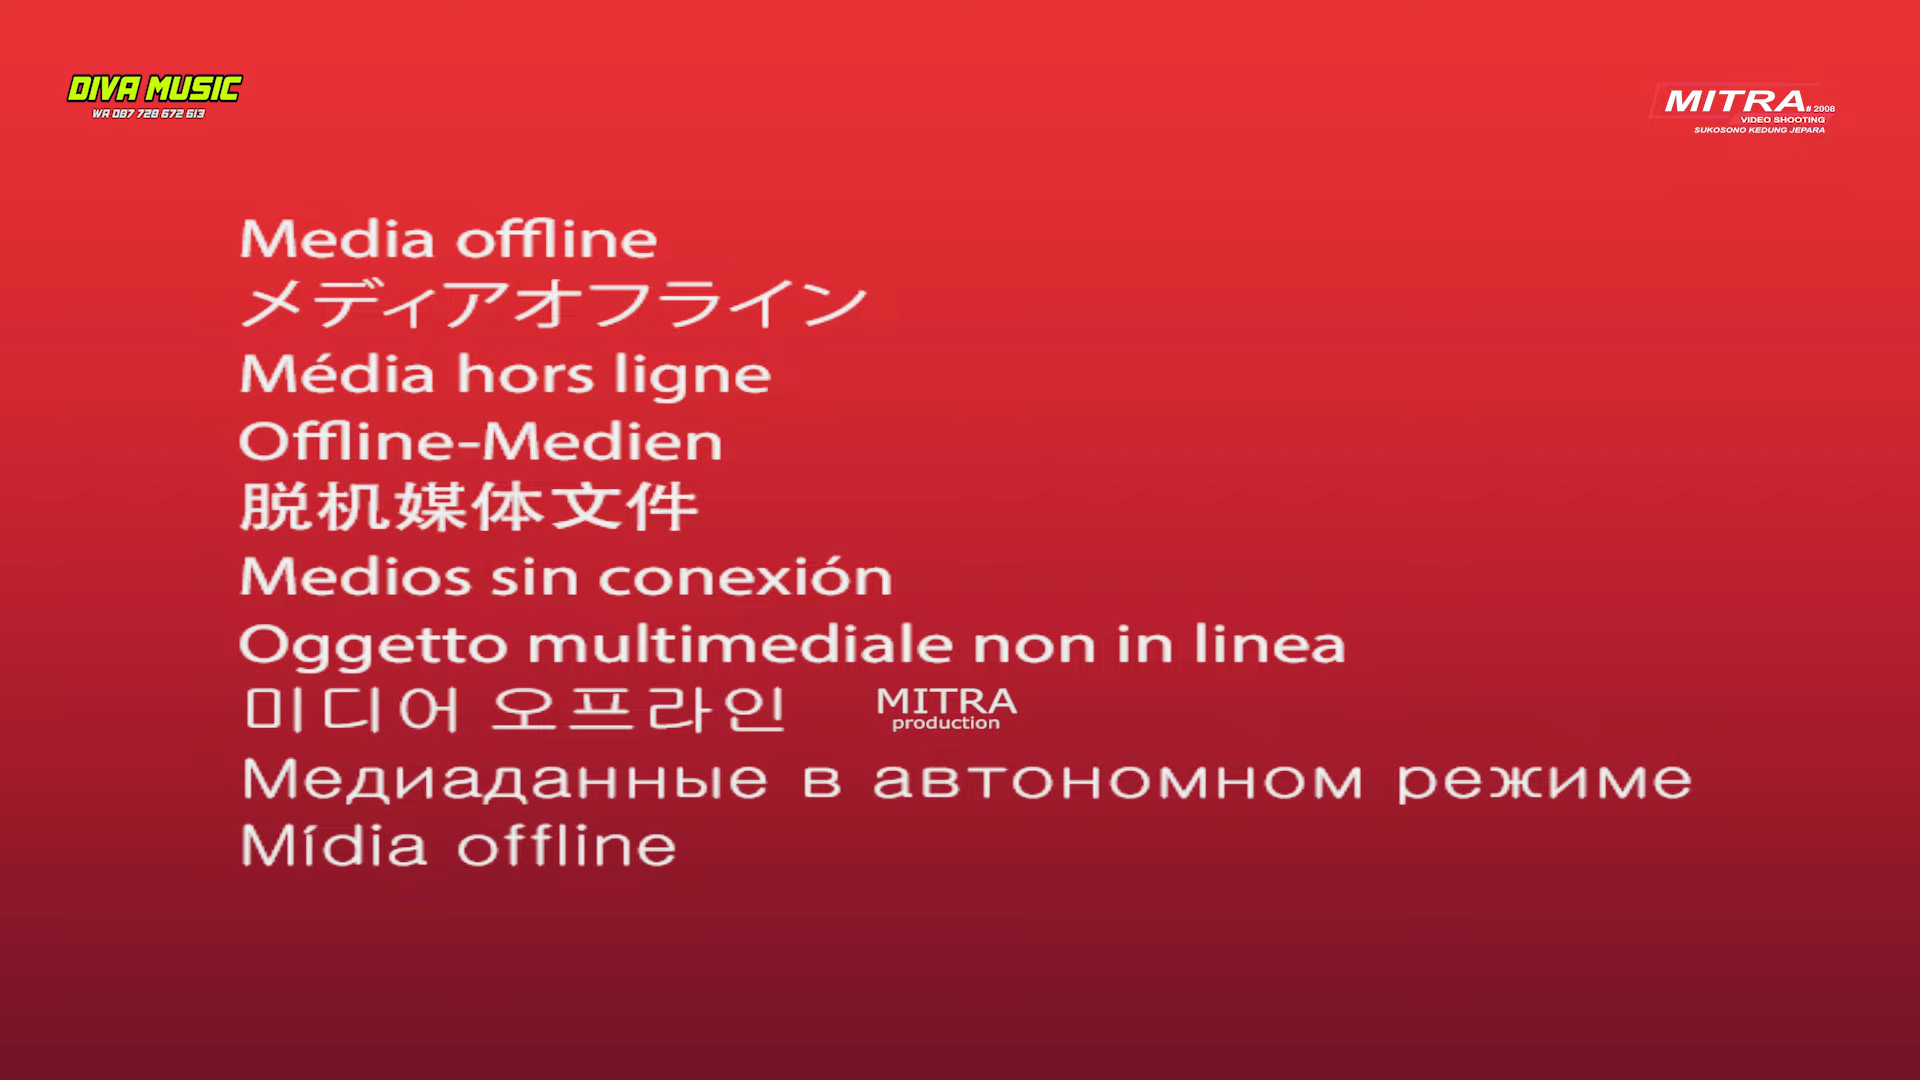 DIVA MUSIC
WA 087 728 672 613
MITRA # 2008
VIDEO SHOOTING
SUKOSONO KEDUNG JEPARA
Media offline
メディアオフライン
Média hors ligne
Offline-Medien
脱机媒体文件
Medios sin conexión
Oggetto multimediale non in linea
미디어 오프라인
MITRA
production
Медиаданные в автономном режиме
Mídia offline